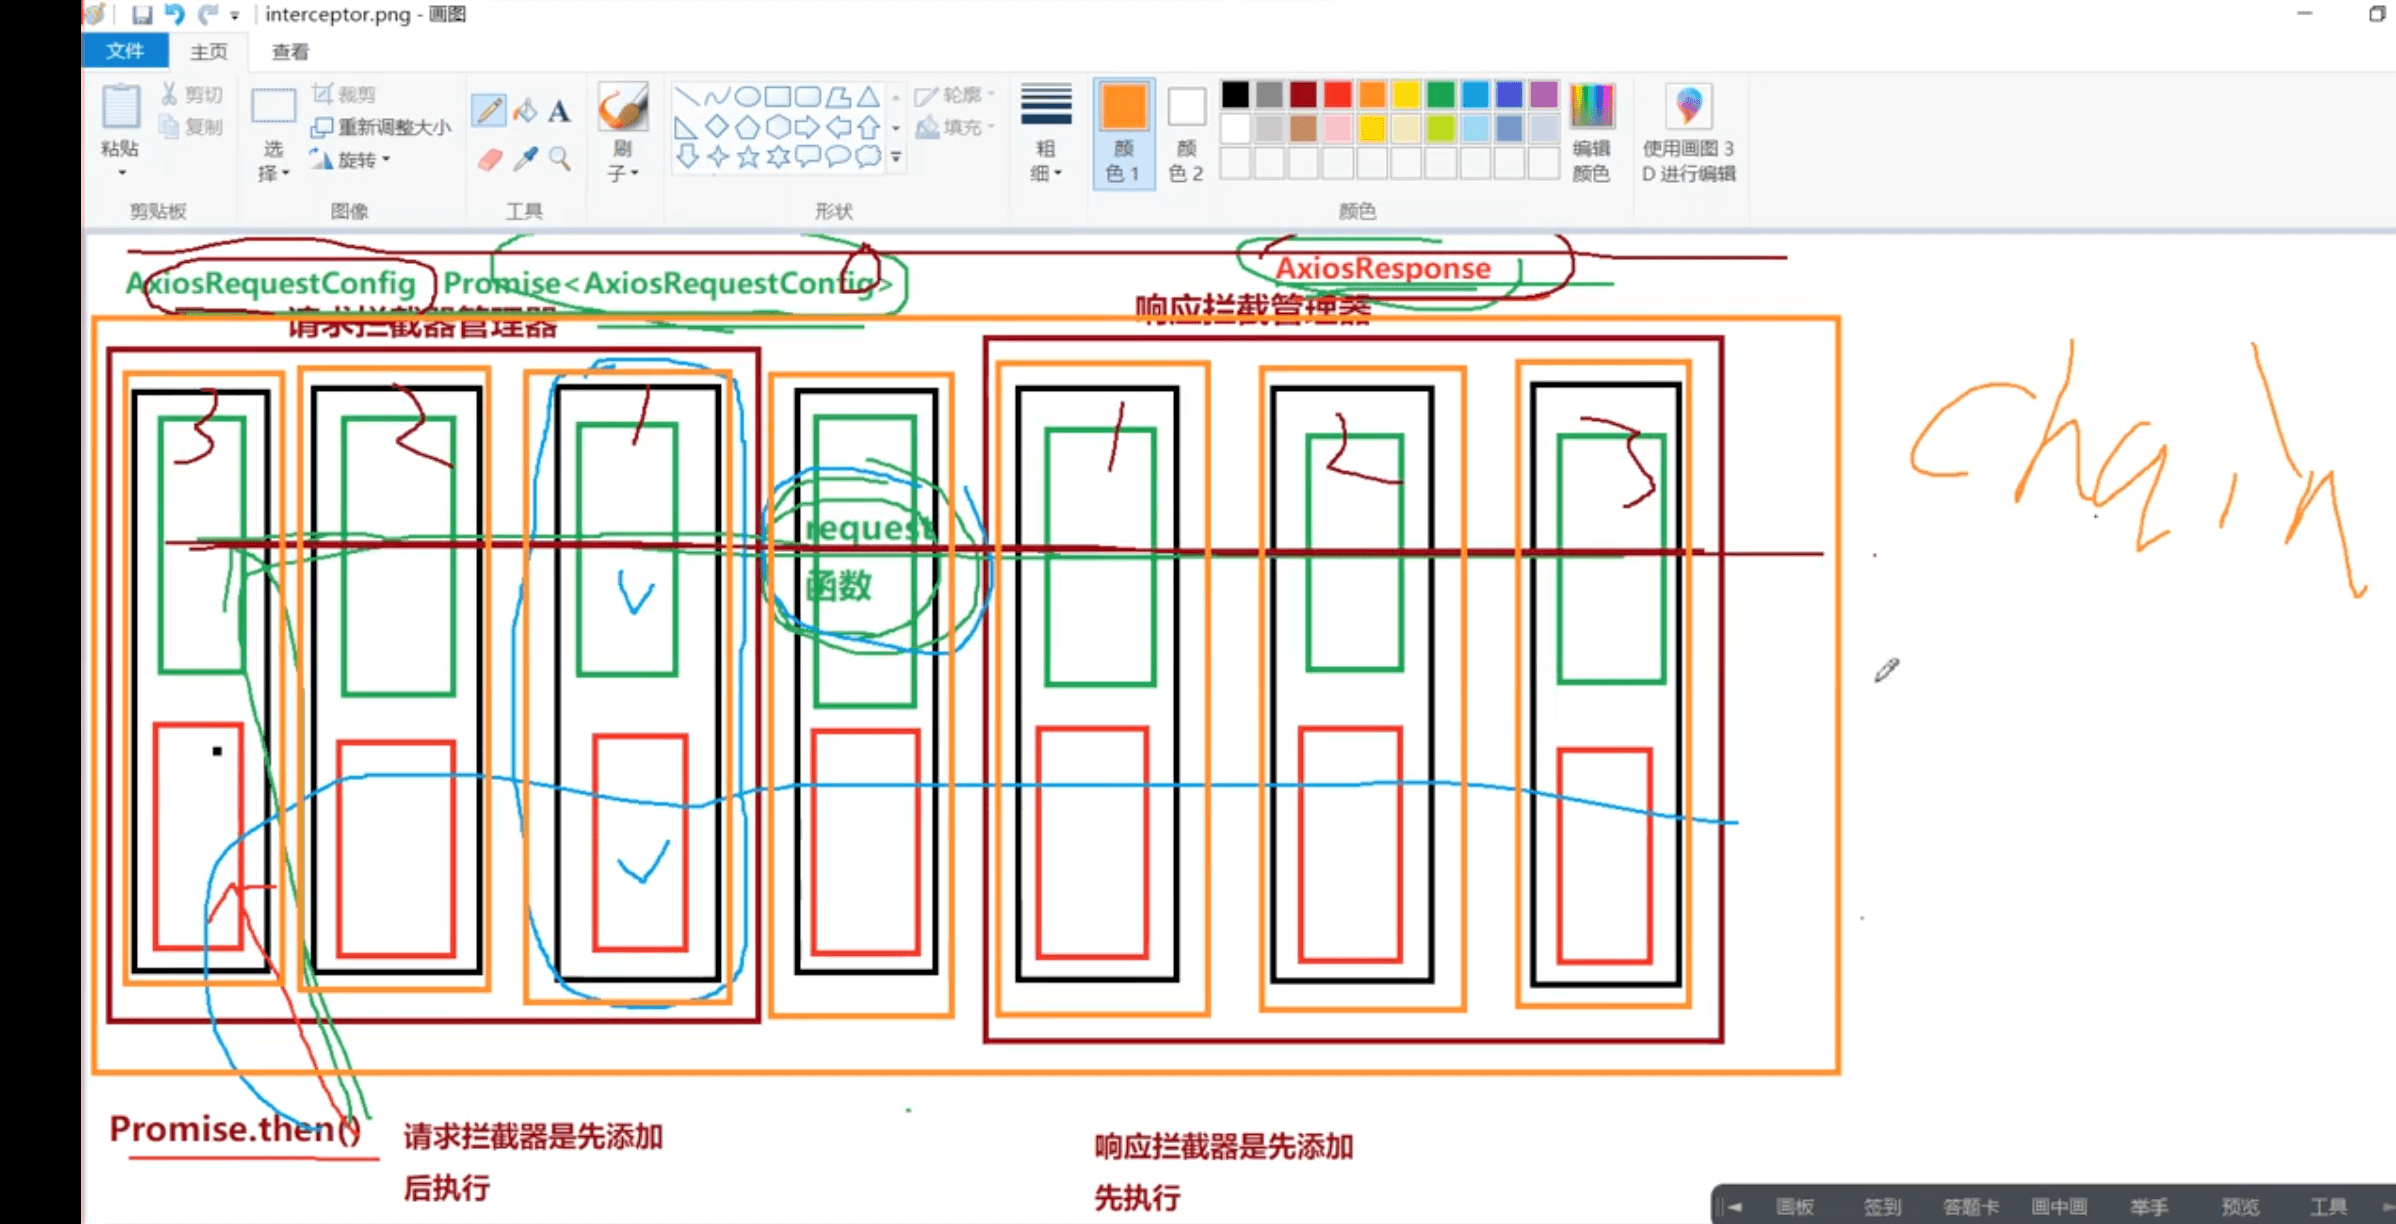 interceptor.png - 画图
文件 主页 查看
粘贴
剪切
复制
剪贴板
选择
裁剪
重新调整大小
旋转
图像
A
工具
刷子
轮廓
填充
形状
粗细
颜色 1
颜色 2
编辑颜色
颜色
使用画图 3
D 进行编辑
AxiosRequestConfig Promise<AxiosRequestConfig>
AxiosResponse
请求拦截器管理器
响应拦截管理器
3 2 1 1 2 3
chain
request
函数
Promise.then()
请求拦截器是先添加
后执行
响应拦截器是先添加
先执行
画板 签到 答题卡 画中画 举手 预览 工具